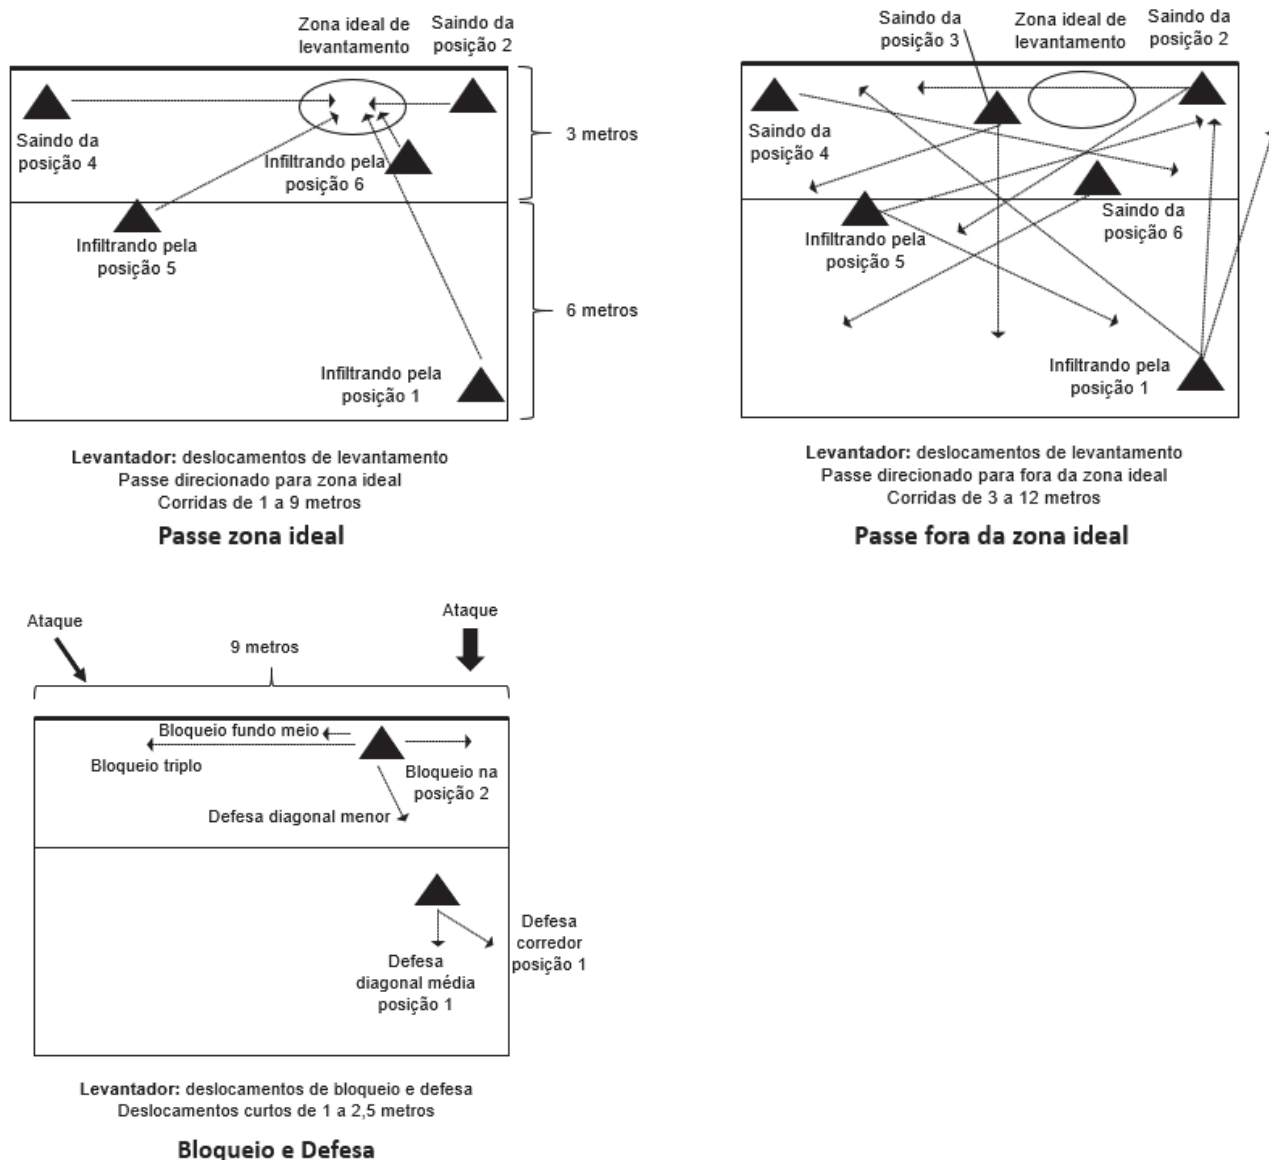 Zona ideal de
levantamento
Saindo da
posição 2
Saindo da
posição 4
Infiltrando pela
posição 6
3 metros
Infiltrando pela
posição 5
6 metros
Infiltrando pela
posição 1
Levantador: deslocamentos de levantamento
Passe direcionado para zona ideal
Corridas de 1 a 9 metros
Passe zona ideal
Saindo da
posição 3
Zona ideal de
levantamento
Saindo da
posição 2
Saindo da
posição 4
Saindo da
posição 6
Infiltrando pela
posição 5
Infiltrando pela
posição 1
Levantador: deslocamentos de levantamento
Passe direcionado para fora da zona ideal
Corridas de 3 a 12 metros
Passe fora da zona ideal
Ataque
9 metros
Ataque
Bloqueio fundo meio
Bloqueio triplo
Bloqueio na
posição 2
Defesa diagonal menor
Defesa
corredor
posição 1
Defesa
diagonal média
posição 1
Levantador: deslocamentos de bloqueio e defesa
Deslocamentos curtos de 1 a 2,5 metros
Bloqueio e Defesa